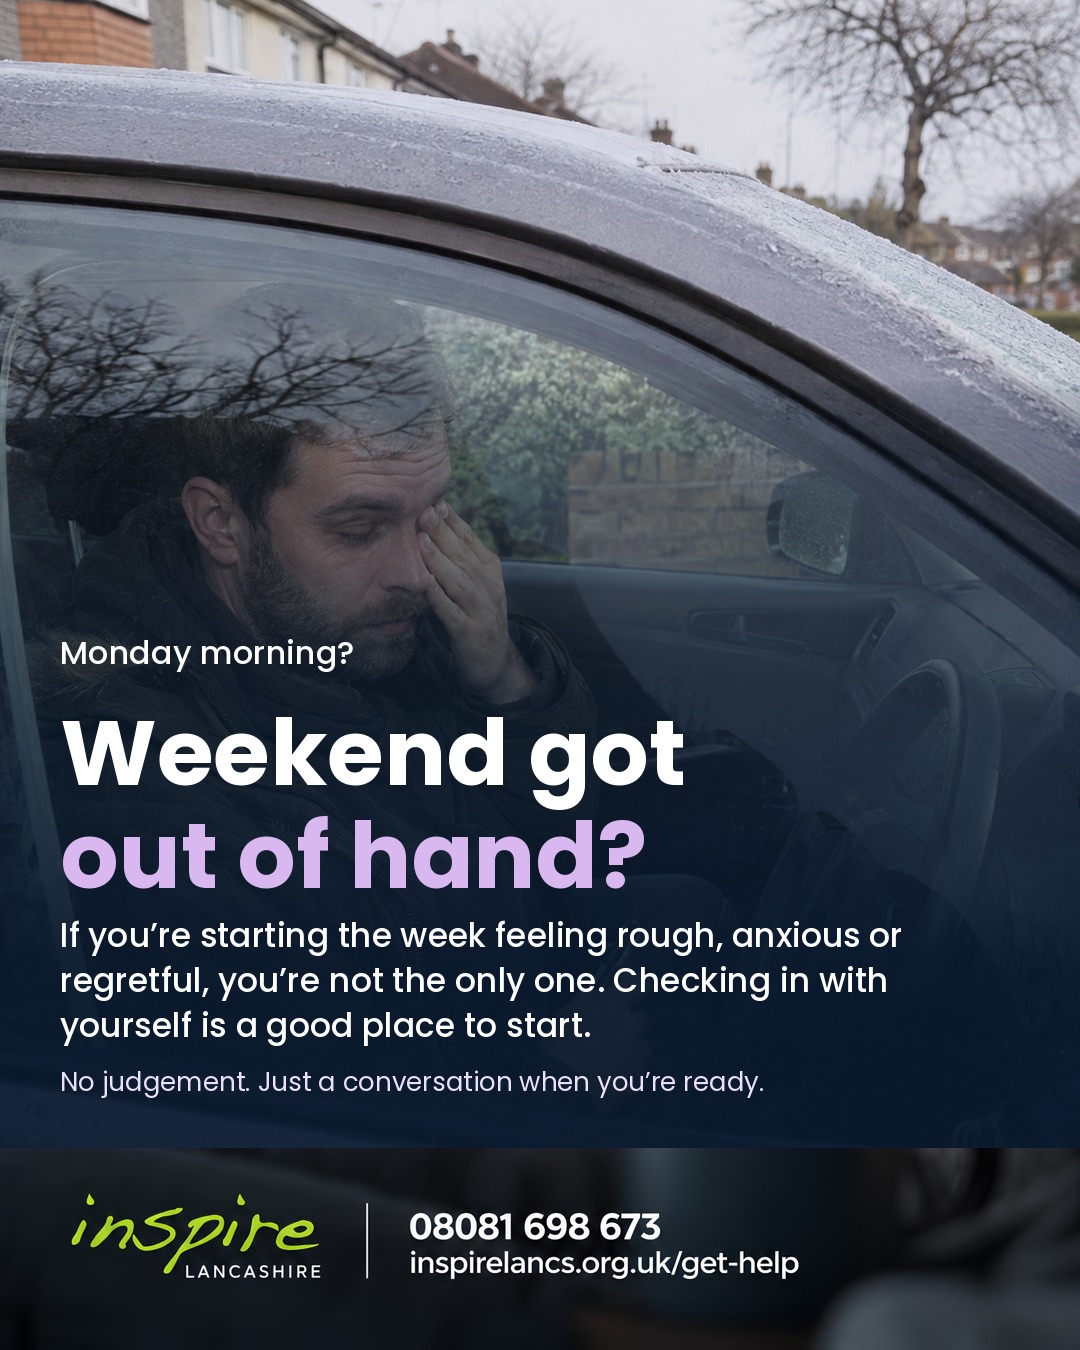 Monday morning?
Weekend got
out of hand?
If you’re starting the week feeling rough, anxious or
regretful, you’re not the only one. Checking in with
yourself is a good place to start.
No judgement. Just a conversation when you’re ready.
inspire
LANCASHIRE
08081 698 673
inspirelancs.org.uk/get-help